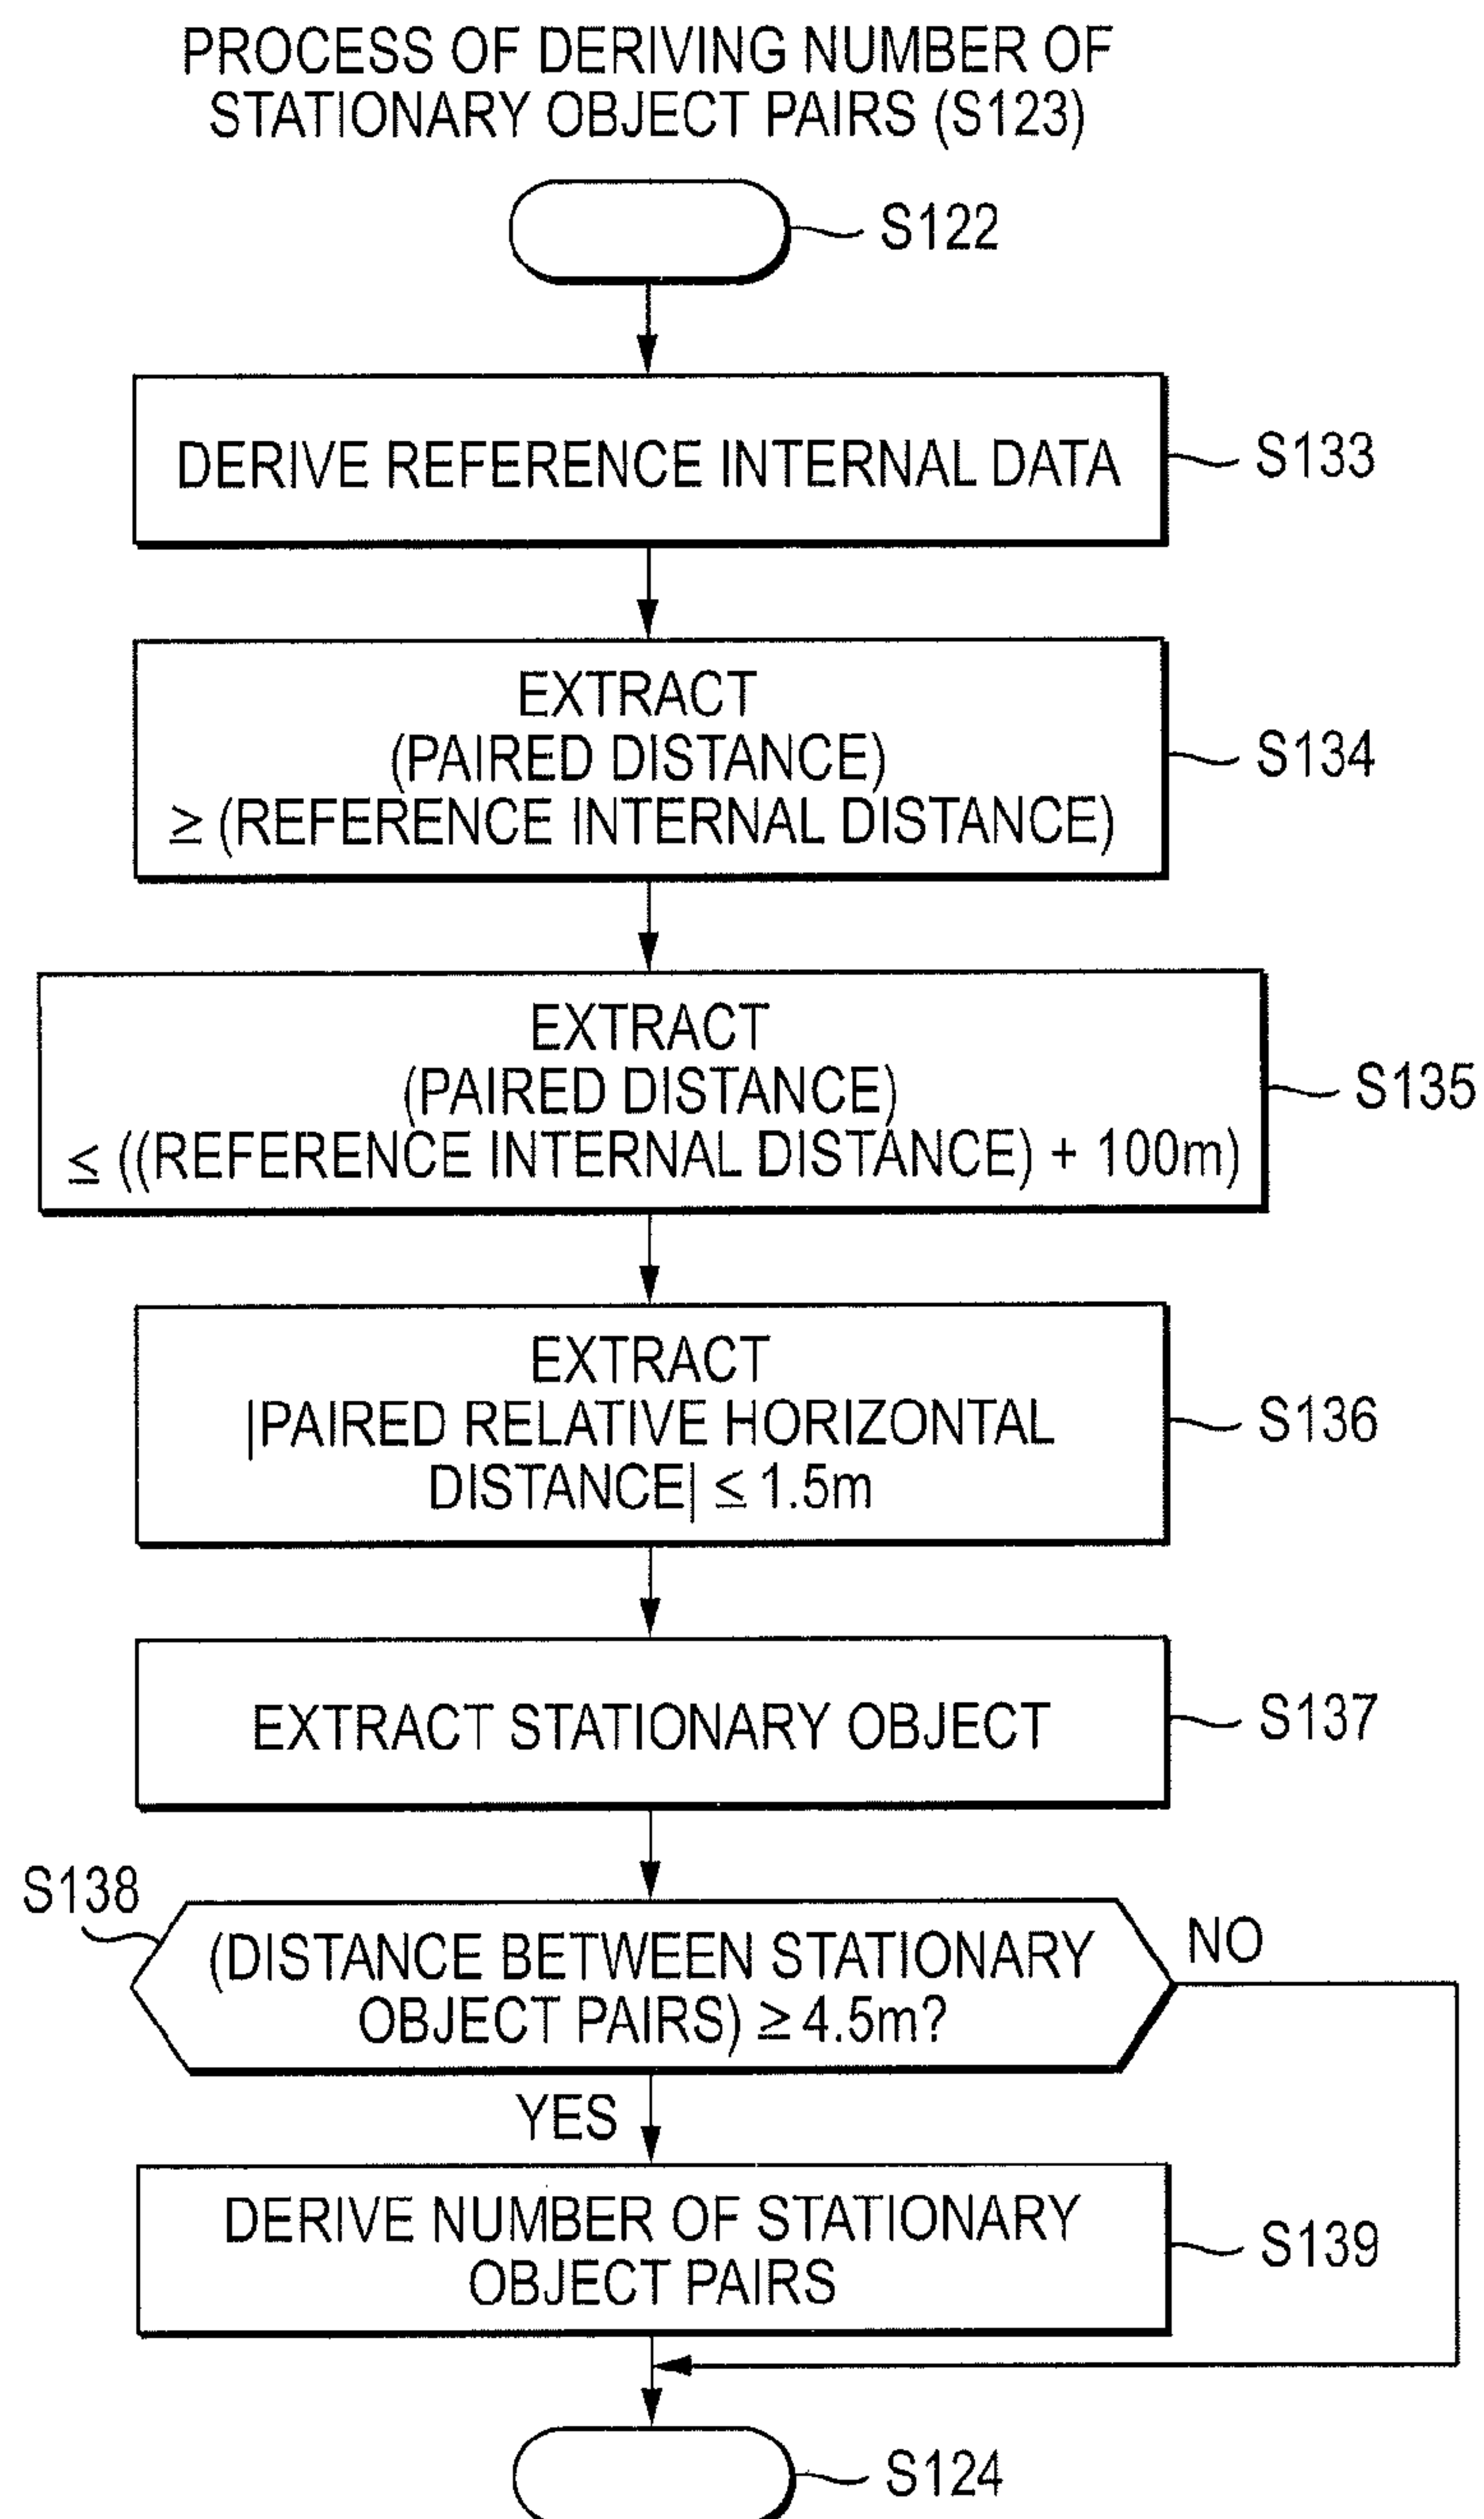 PROCESS OF DERIVING NUMBER OF
STATIONARY OBJECT PAIRS (S123)
S122
DERIVE REFERENCE INTERNAL DATA
S133
EXTRACT
(PAIRED DISTANCE)
≥ (REFERENCE INTERNAL DISTANCE)
S134
EXTRACT
(PAIRED DISTANCE)
≤ ((REFERENCE INTERNAL DISTANCE) + 100m)
S135
EXTRACT
|PAIRED RELATIVE HORIZONTAL
DISTANCE| ≤ 1.5m
S136
EXTRACT STATIONARY OBJECT
S137
S138
(DISTANCE BETWEEN STATIONARY
OBJECT PAIRS) ≥ 4.5m?
NO
YES
DERIVE NUMBER OF STATIONARY
OBJECT PAIRS
S139
S124